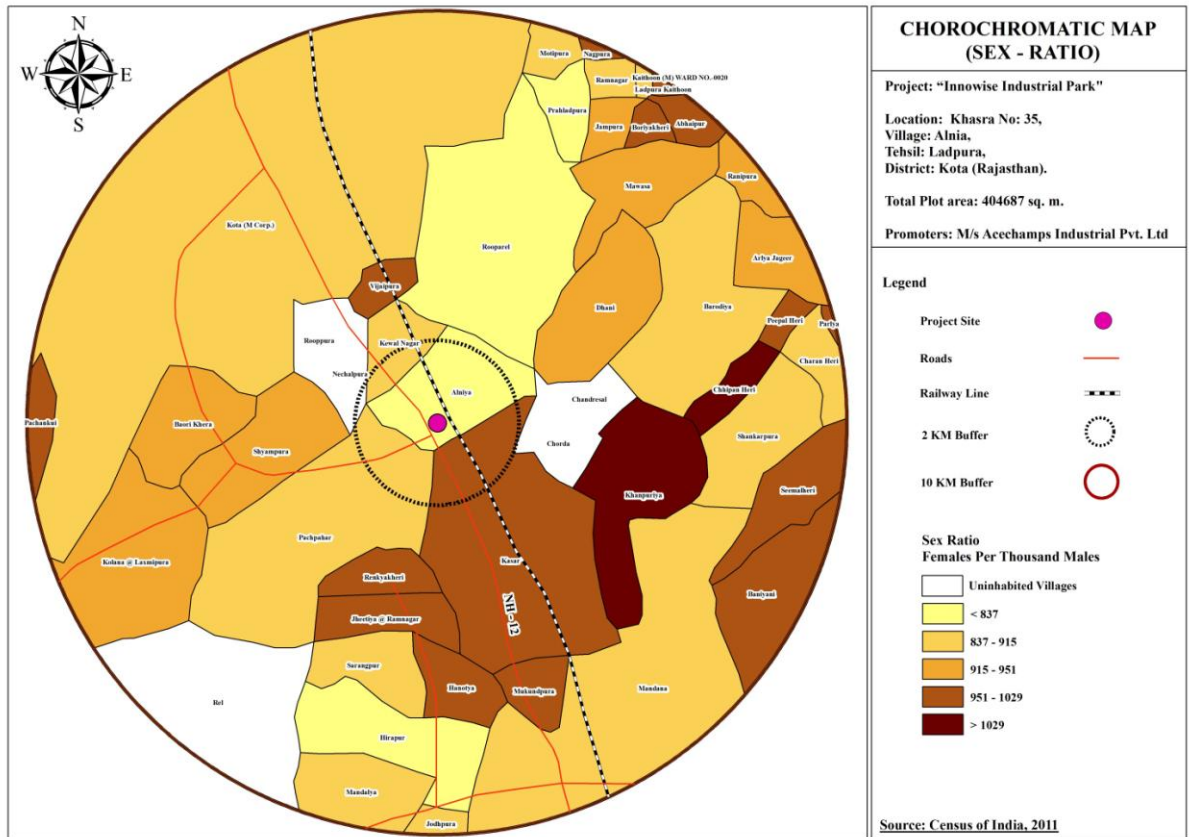 N
W
E
S
CHOROCHROMATIC MAP
(SEX - RATIO)
Project: “Innowise Industrial Park"
Location: Khasra No: 35,
Village: Alnia,
Tehsil: Ladpura,
District: Kota (Rajasthan).
Total Plot area: 404687 sq. m.
Promoters: M/s Acechamps Industrial Pvt. Ltd
Legend
Project Site
Roads
Railway Line
2 KM Buffer
10 KM Buffer
Sex Ratio
Females Per Thousand Males
Uninhabited Villages
< 837
837 - 915
915 - 951
951 - 1029
> 1029
Source: Census of India, 2011
Motipura
Nagpura
Ramnagar
Kaithoon (M) WARD NO.-0020
Ladpura Kaithoon
Prahladpura
Jampura
Boriyakheri
Abhaipur
Mawasa
Ranipura
Kota (M Corp.)
Rooparel
Arlya Jageer
Vijaipura
Dhani
Barodiya
Peepal Heri
Rooppura
Kewal Nagar
Charan Heri
Nechalpura
Alniya
Chhipan Heri
Chandresal
Pachankui
Baori Khera
Shyampura
Chorda
Shankarpura
Khanpuriya
Seemalheri
Kolana @ Laxmipura
Pachpahar
Kasar
Renkyakheri
Baniyani
NH - 12
Jheetiya @ Ramnagar
Sarangpur
Hanotya
Mukundpura
Mandana
Rel
Hirapur
Mandalya
Jodhpura